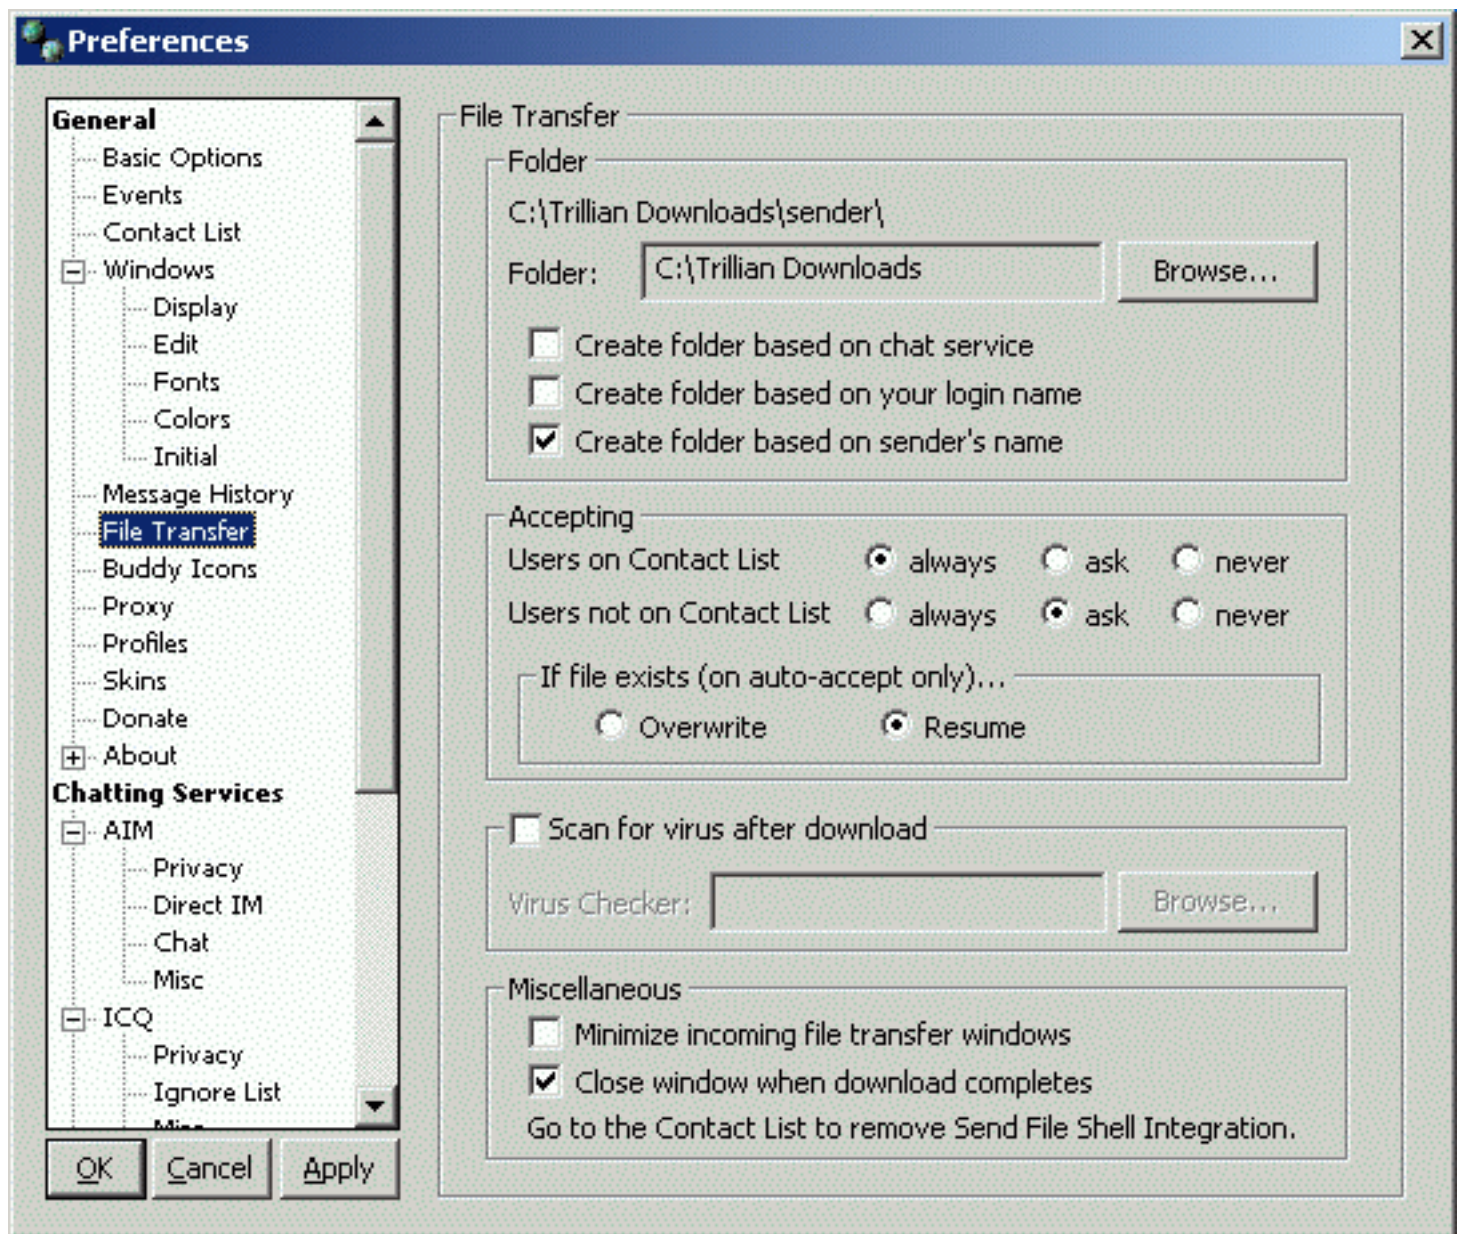 Preferences
General
Basic Options
Events
Contact List
Windows
Display
Edit
Fonts
Colors
Initial
Message History
File Transfer
Buddy Icons
Proxy
Profiles
Skins
Donate
About
Chatting Services
AIM
Privacy
Direct IM
Chat
Misc
ICQ
Privacy
Ignore List
Misc
OK Cancel Apply
File Transfer
Folder
C:\Trillian Downloads\sender\
Folder: C:\Trillian Downloads Browse...
Create folder based on chat service
Create folder based on your login name
Create folder based on sender's name
Accepting
Users on Contact List always ask never
Users not on Contact List always ask never
If file exists (on auto-accept only)...
Overwrite Resume
Scan for virus after download
Virus Checker: Browse...
Miscellaneous
Minimize incoming file transfer windows
Close window when download completes
Go to the Contact List to remove Send File Shell Integration.